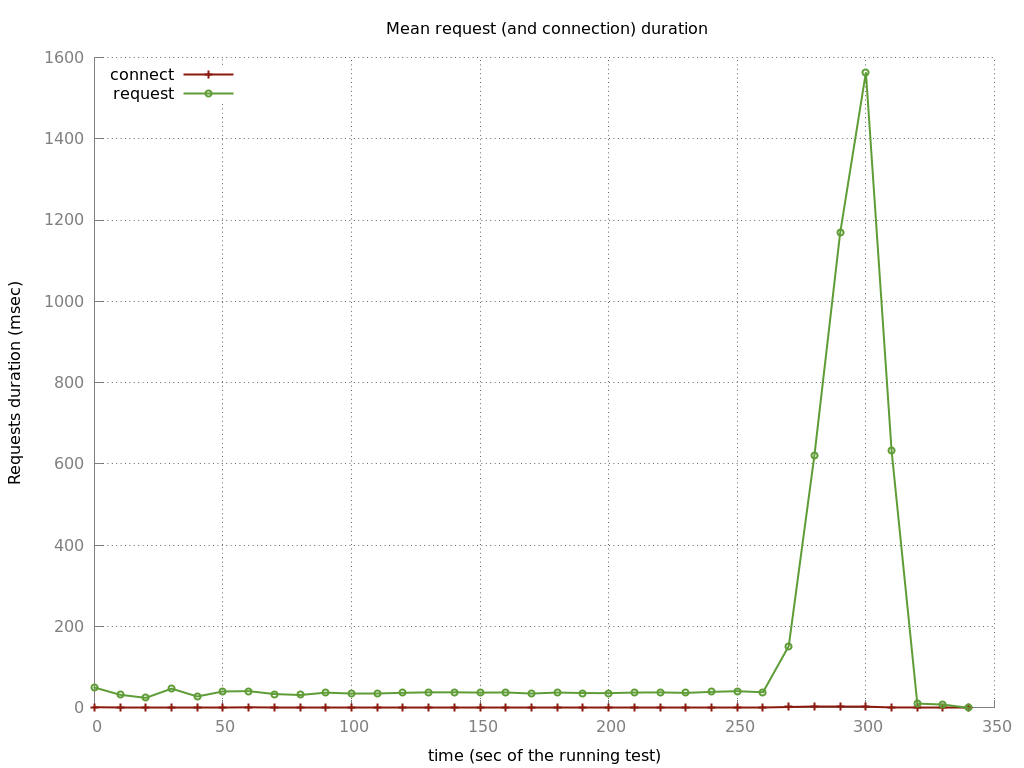 Mean request (and connection) duration
1600
1400
1200
1000
800
600
400
200
0
connect
request
Requests duration (msec)
0 50 100 150 200 250 300 350
time (sec of the running test)